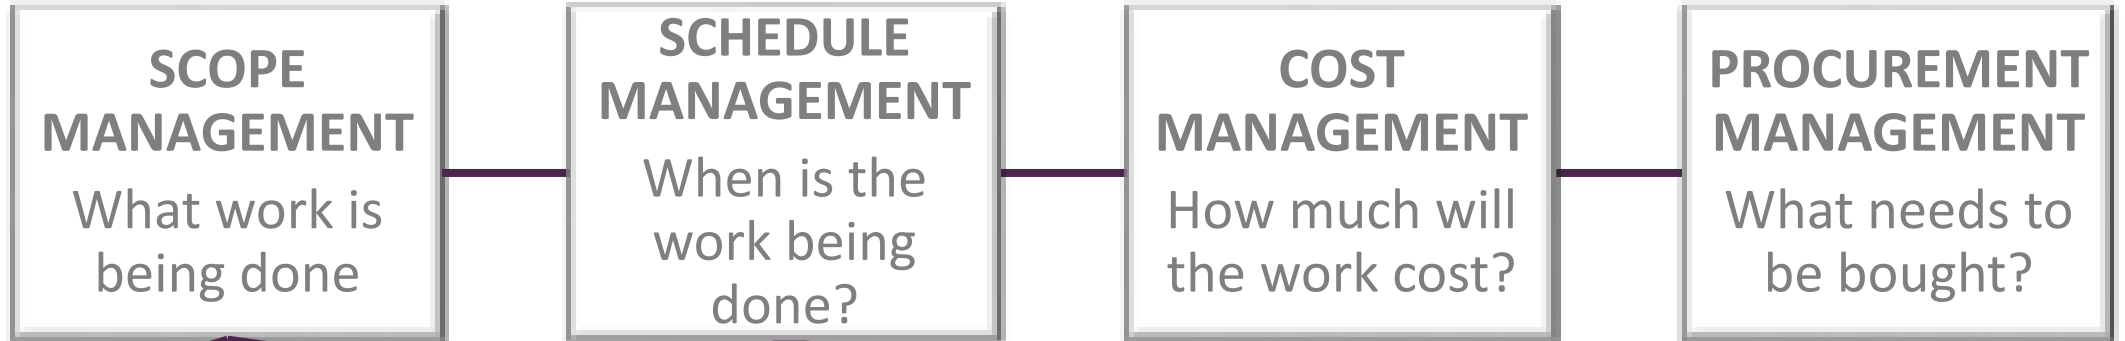 SCOPE
MANAGEMENT
What work is
being done
SCHEDULE
MANAGEMENT
When is the
work being
done?
COST
MANAGEMENT
How much will
the work cost?
PROCUREMENT
MANAGEMENT
What needs to
be bought?